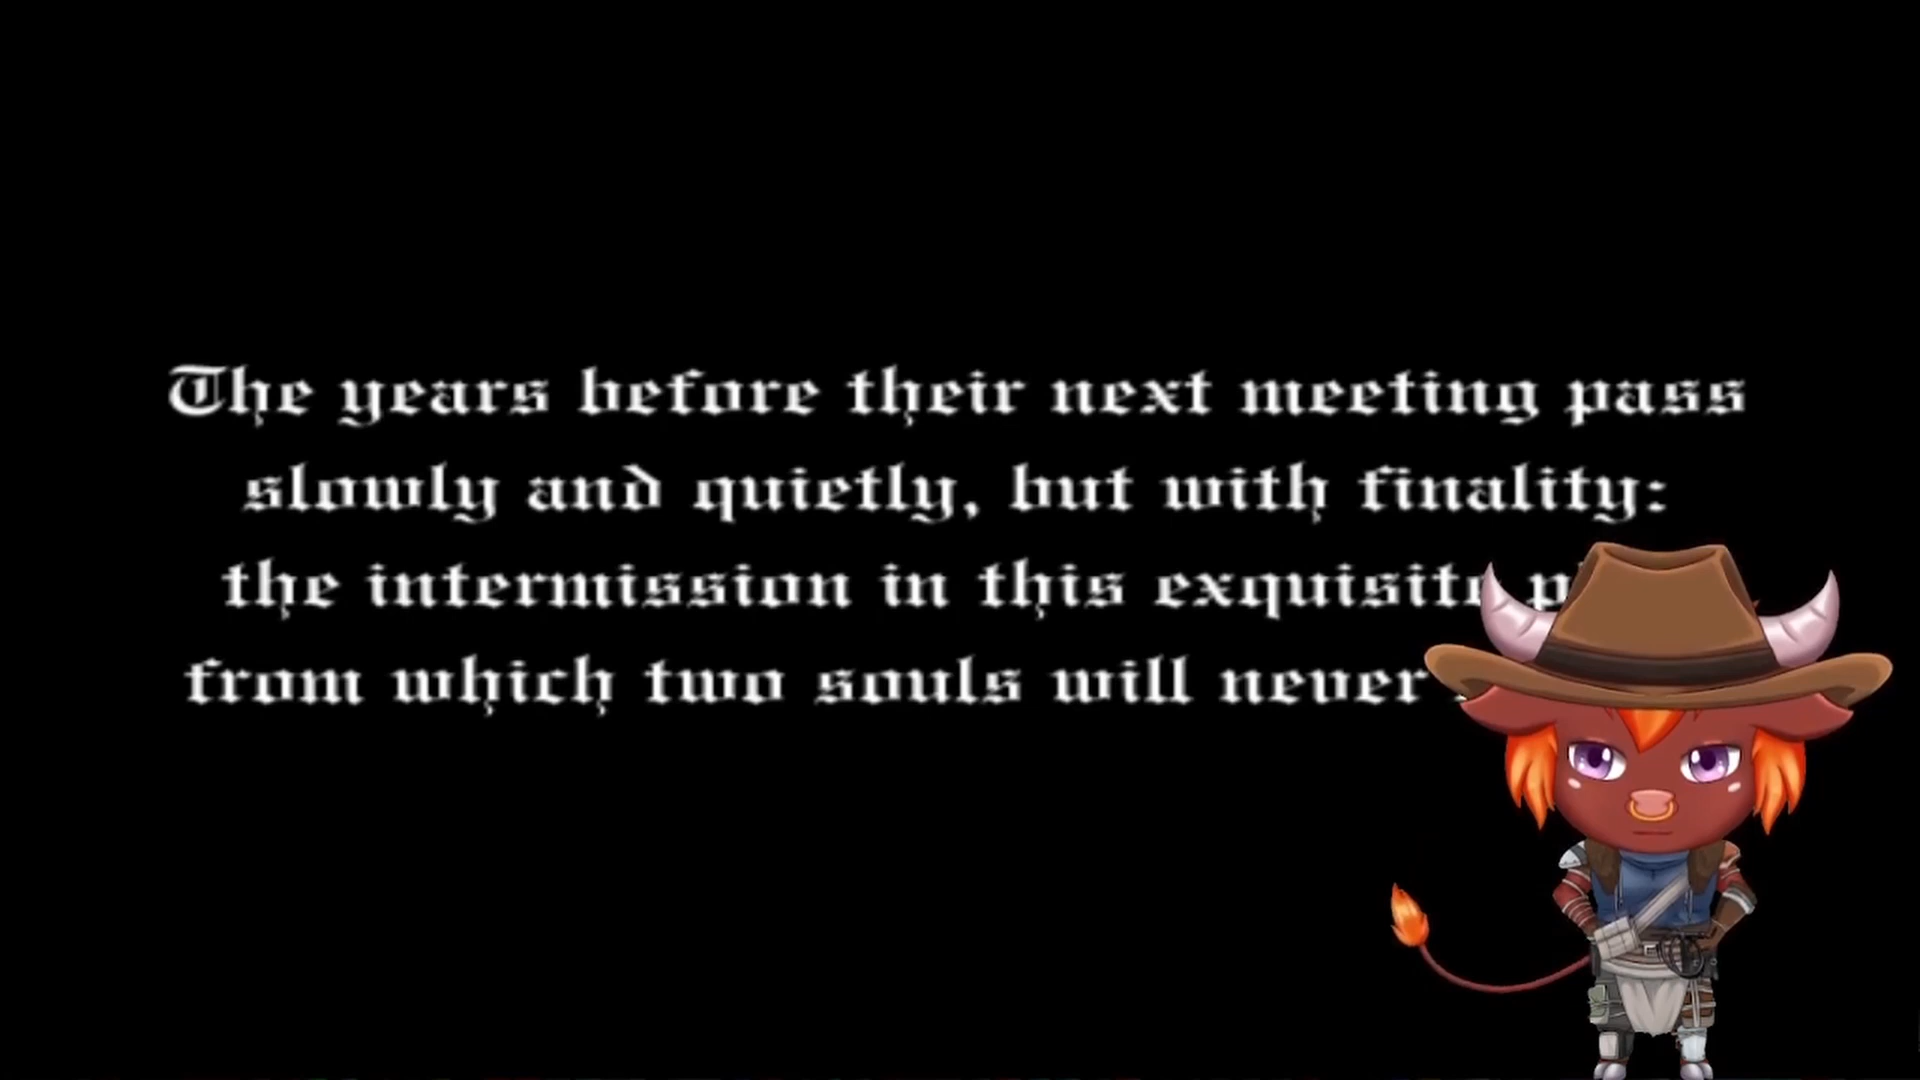 The years before their next meeting pass
slowly and quietly, but with finality:
the intermission in this exquisite
from which two souls will never